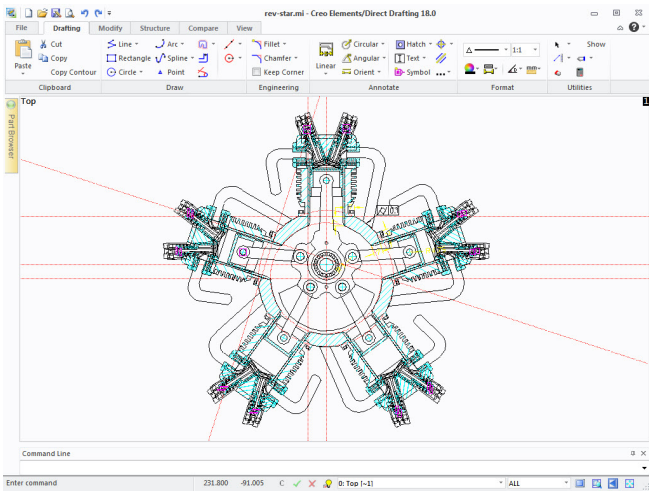 rev-star.mi - Creo Elements/Direct Drafting 18.0
File Drafting Modify Structure Compare View
Paste
Cut
Copy
Copy Contour
Clipboard
Line Arc
Rectangle Spline
Circle Point
Draw
Fillet
Chamfer
Keep Corner
Engineering
Linear
Circular Hatch
Angular Text
Orient Symbol
Annotate
1:1
Format
Show
Utilities
Top
1
Part Browser
Command Line
Enter command 231.800 -91.005 C 0: Top [~1] ALL